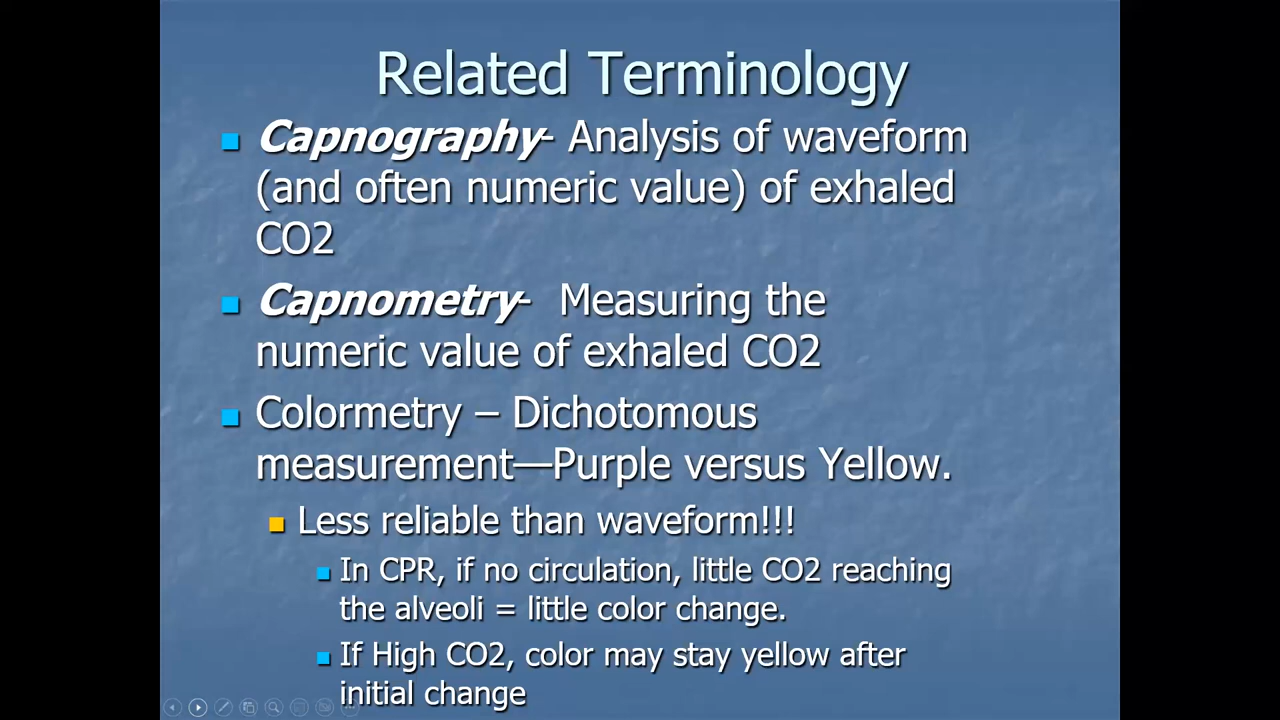 Related Terminology
Capnography- Analysis of waveform
(and often numeric value) of exhaled
CO2
Capnometry-  Measuring the
numeric value of exhaled CO2
Colormetry – Dichotomous
measurement—Purple versus Yellow.
Less reliable than waveform!!!
In CPR, if no circulation, little CO2 reaching
the alveoli = little color change.
If High CO2, color may stay yellow after
initial change